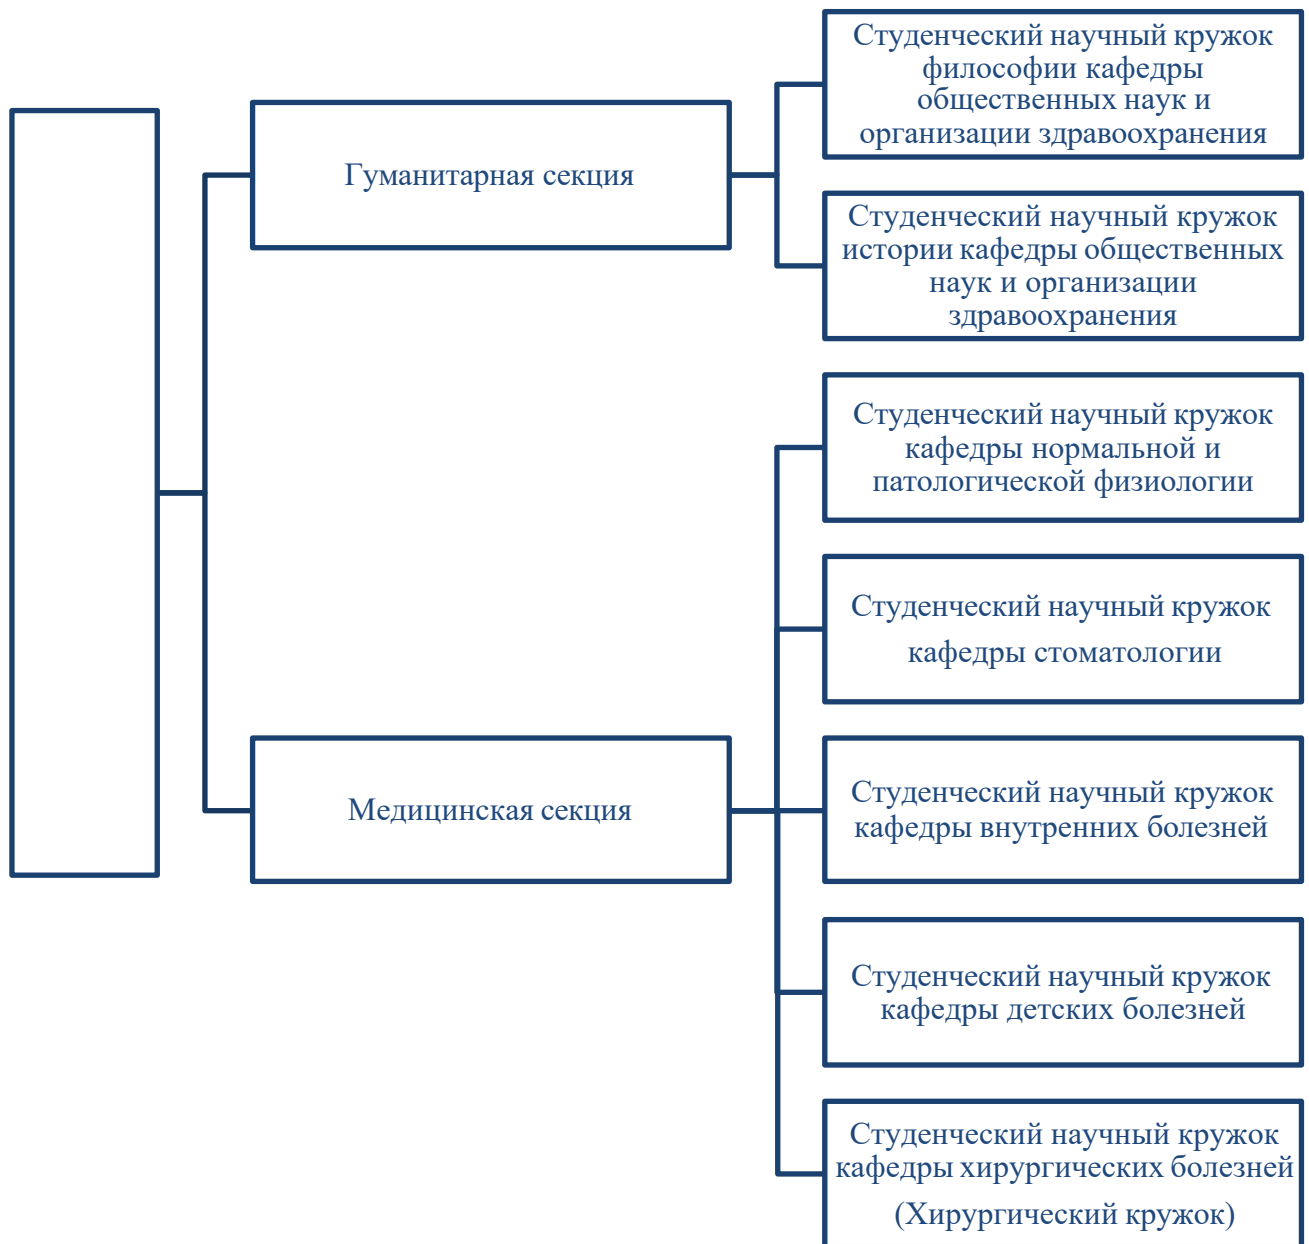 Студенческий научный кружок
философии кафедры
общественных наук и
организации здравоохранения
Гуманитарная секция
Студенческий научный кружок
истории кафедры общественных
наук и организации
здравоохранения
Студенческий научный кружок
кафедры нормальной и
патологической физиологии
Студенческий научный кружок
кафедры стоматологии
Медицинская секция
Студенческий научный кружок
кафедры внутренних болезней
Студенческий научный кружок
кафедры детских болезней
Студенческий научный кружок
кафедры хирургических болезней
(Хирургический кружок)